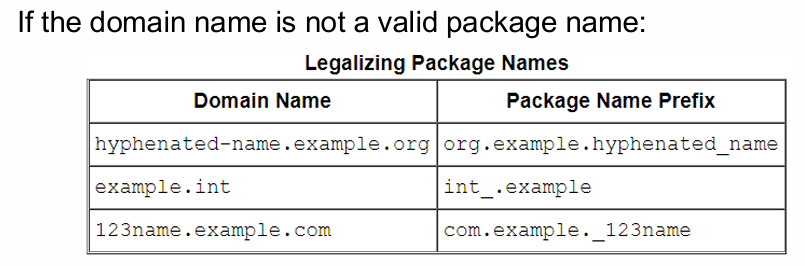 If the domain name is not a valid package name:
Legalizing Package Names
Domain Name Package Name Prefix
hyphenated-name.example.org org.example.hyphenated_name
example.int int_.example
123name.example.com com.example._123name